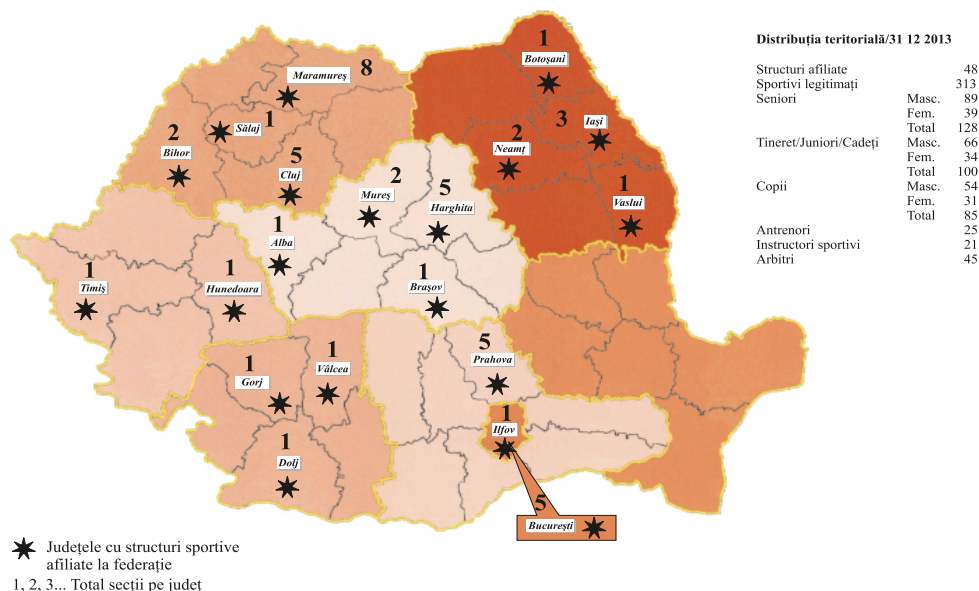 Distribuția teritorială/31 12 2013
Structuri afiliate 48
Sportivi legitimați 313
Seniori Masc. 89
Fem. 39
Total 128
Tineret/Juniori/Cadeți Masc. 66
Fem. 34
Total 100
Copii Masc. 54
Fem. 31
Total 85
Antrenori 25
Instructori sportivi 21
Arbitri 45
1
Botoșani
8
Maramureș
1
Sălaj
3
Iași
2
Bihor
2
Neamț
5
Cluj
2
Mureș
5
Harghita
1
Vaslui
1
Alba
1
Timiș
1
Hunedoara
1
Brașov
1
Gorj
1
Vâlcea
5
Prahova
1
Ilfov
1
Dolj
5
București
Județele cu structuri sportive
afiliate la federație
1, 2, 3... Total secții pe județ